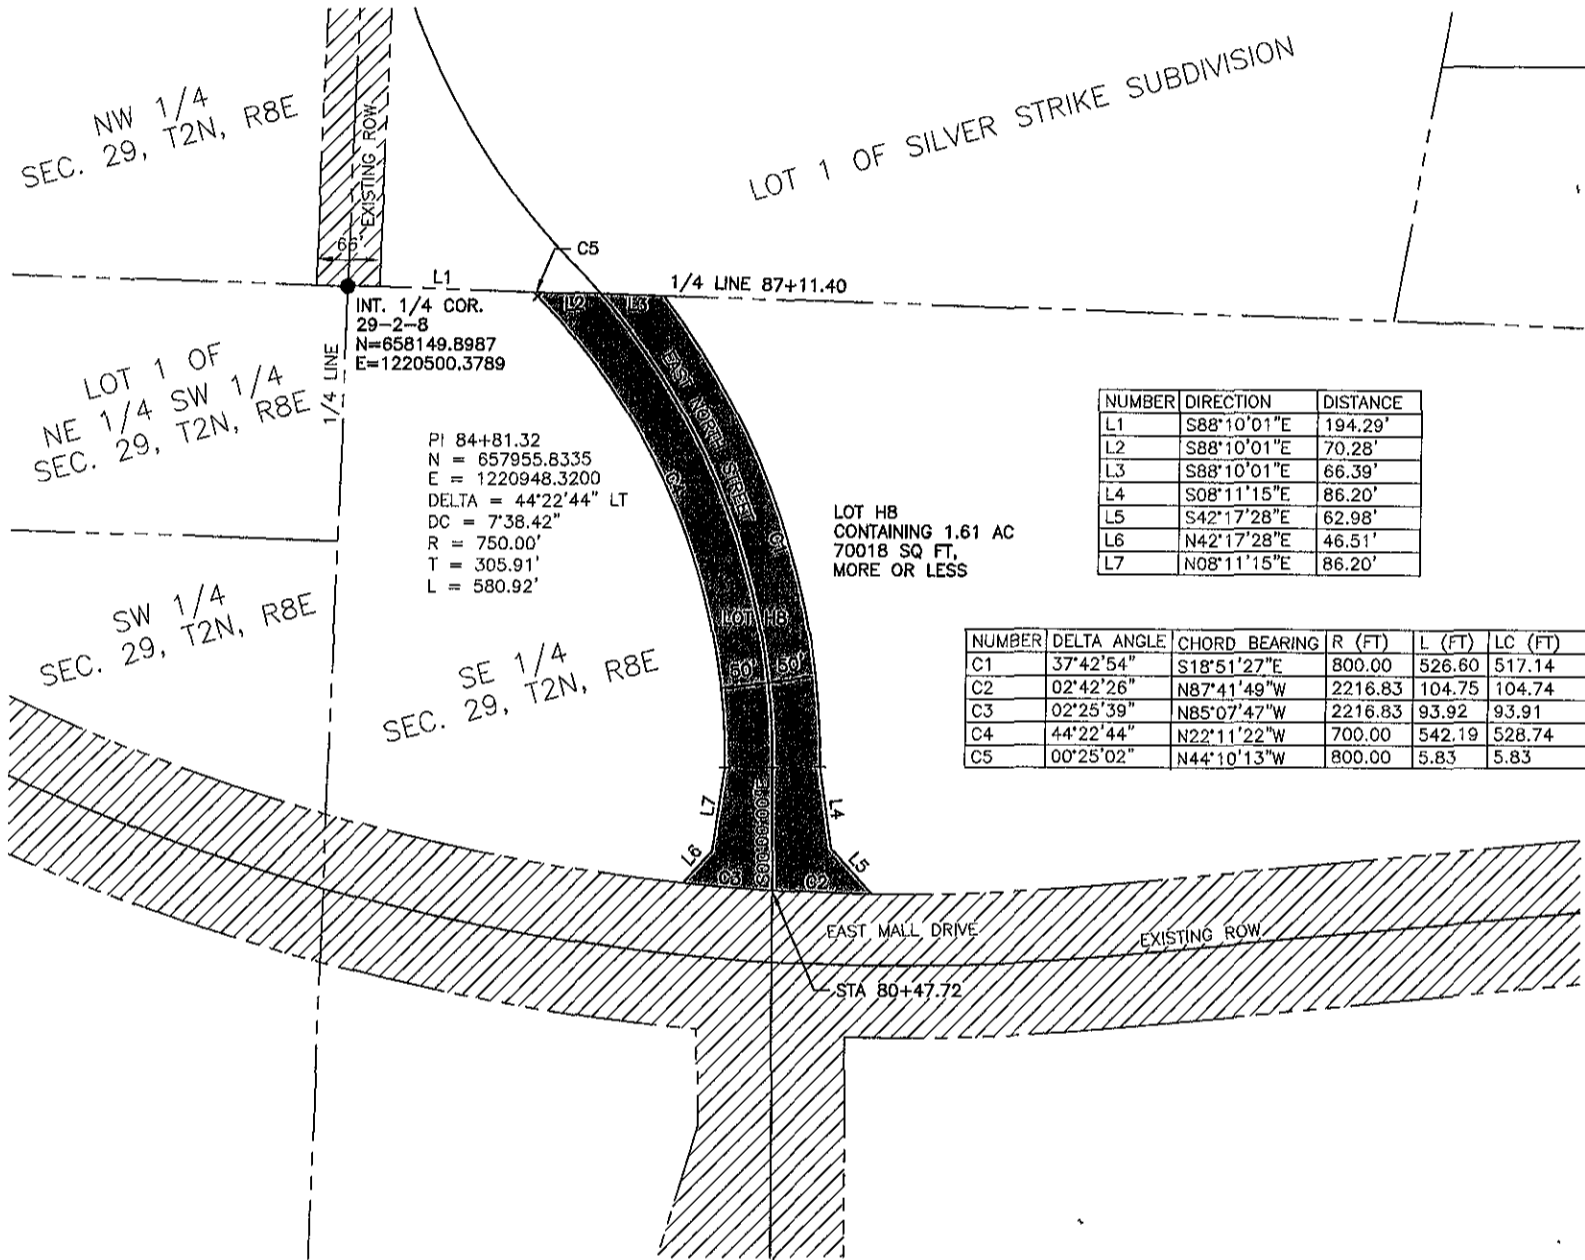 NW 1/4
SEC. 29, T2N, R8E
EXISTING ROW
66'
LOT 1 OF SILVER STRIKE SUBDIVISION
C5
L1
1/4 LINE 87+11.40
L2
L3
INT. 1/4 COR.
29-2-8
N=658149.8987
E=1220500.3789
1/4 LINE
LOT 1 OF
NE 1/4 SW 1/4
SEC. 29, T2N, R8E
EAST NORTH STREET
PI 84+81.32
N = 657955.8335
E = 1220948.3200
DELTA = 44°22'44" LT
DC = 7°38.42"
R = 750.00'
T = 305.91'
L = 580.92'
C4
C1
LOT H8
CONTAINING 1.61 AC
70018 SQ FT,
MORE OR LESS
NUMBER DIRECTION DISTANCE
L1 S88°10'01"E 194.29'
L2 S88°10'01"E 70.28'
L3 S88°10'01"E 66.39'
L4 S08°11'15"E 86.20'
L5 S42°17'28"E 62.98'
L6 N42°17'28"E 46.51'
L7 N08°11'15"E 86.20'
SW 1/4
SEC. 29, T2N, R8E
SE 1/4
SEC. 29, T2N, R8E
LOT H8
50' 50'
NUMBER DELTA ANGLE CHORD BEARING R (FT) L (FT) LC (FT)
C1 37°42'54" S18°51'27"E 800.00 526.60 517.14
C2 02°42'26" N87°41'49"W 2216.83 104.75 104.74
C3 02°25'39" N85°07'47"W 2216.83 93.92 93.91
C4 44°22'44" N22°11'22"W 700.00 542.19 528.74
C5 00°25'02" N44°10'13"W 800.00 5.83 5.83
L7
S00°00'00"E
L4
L6
L5
C3
C2
EAST MALL DRIVE
EXISTING ROW
STA 80+47.72